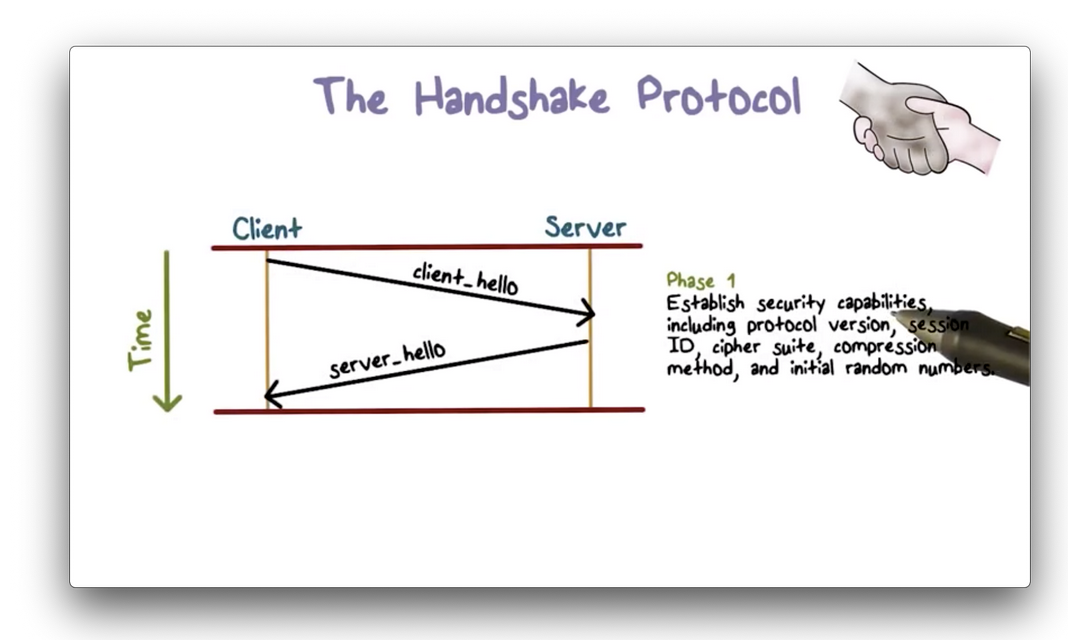 The Handshake Protocol
Client
Server
Time
client_hello
server_hello
Phase 1
Establish security capabilities,
including protocol version, session
ID, cipher suite, compression
method, and initial random numbers.